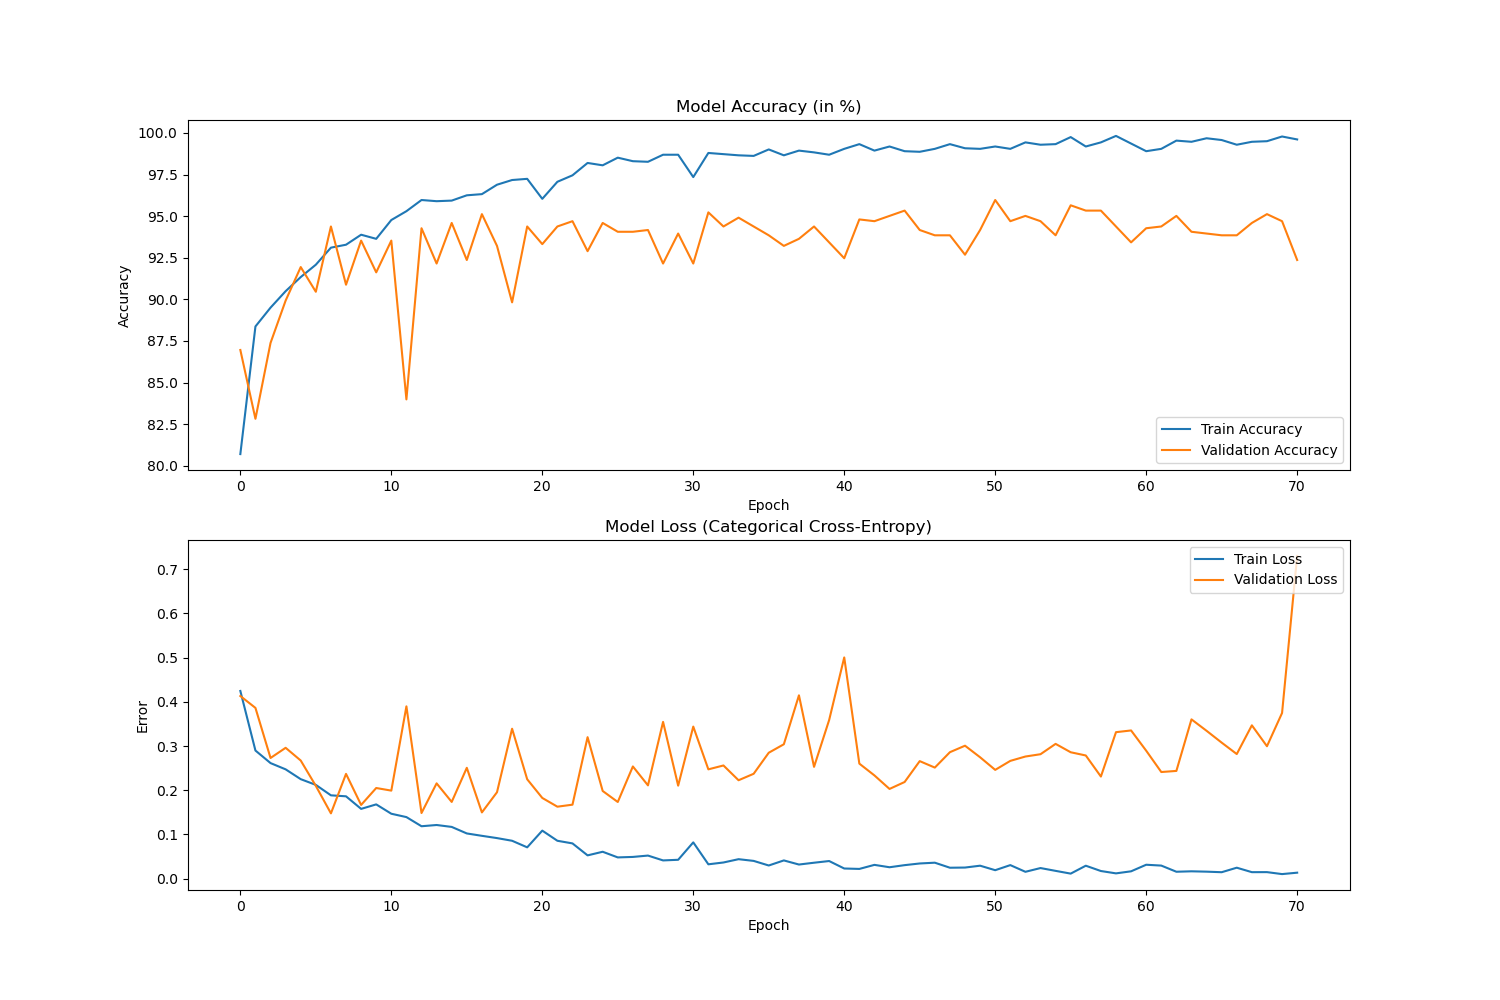 Model Accuracy (in %)
100.0
97.5
95.0
92.5
90.0
87.5
85.0
82.5
80.0
Accuracy
Train Accuracy
Validation Accuracy
0 10 20 30 40 50 60 70
Epoch
Model Loss (Categorical Cross-Entropy)
0.7
0.6
0.5
0.4
0.3
0.2
0.1
0.0
Error
Train Loss
Validation Loss
0 10 20 30 40 50 60 70
Epoch